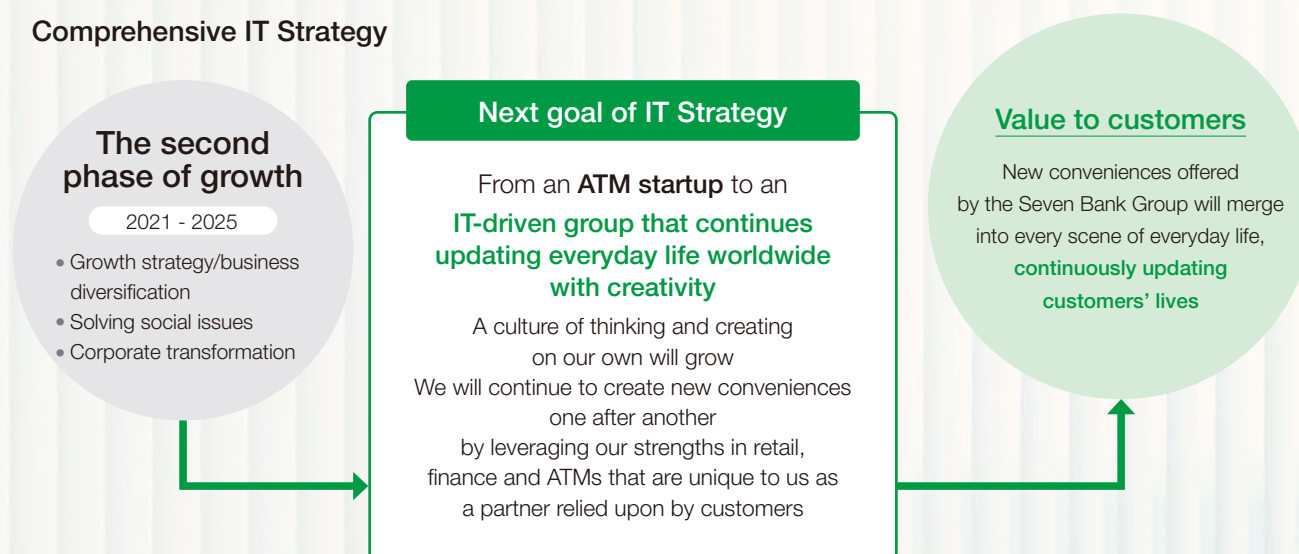 Comprehensive IT Strategy
The second
phase of growth
2021 - 2025
• Growth strategy/business
diversification
• Solving social issues
• Corporate transformation
Next goal of IT Strategy
From an ATM startup to an
IT-driven group that continues
updating everyday life worldwide
with creativity
A culture of thinking and creating
on our own will grow
We will continue to create new conveniences
one after another
by leveraging our strengths in retail,
finance and ATMs that are unique to us as
a partner relied upon by customers
Value to customers
New conveniences offered
by the Seven Bank Group will merge
into every scene of everyday life,
continuously updating
customers’ lives